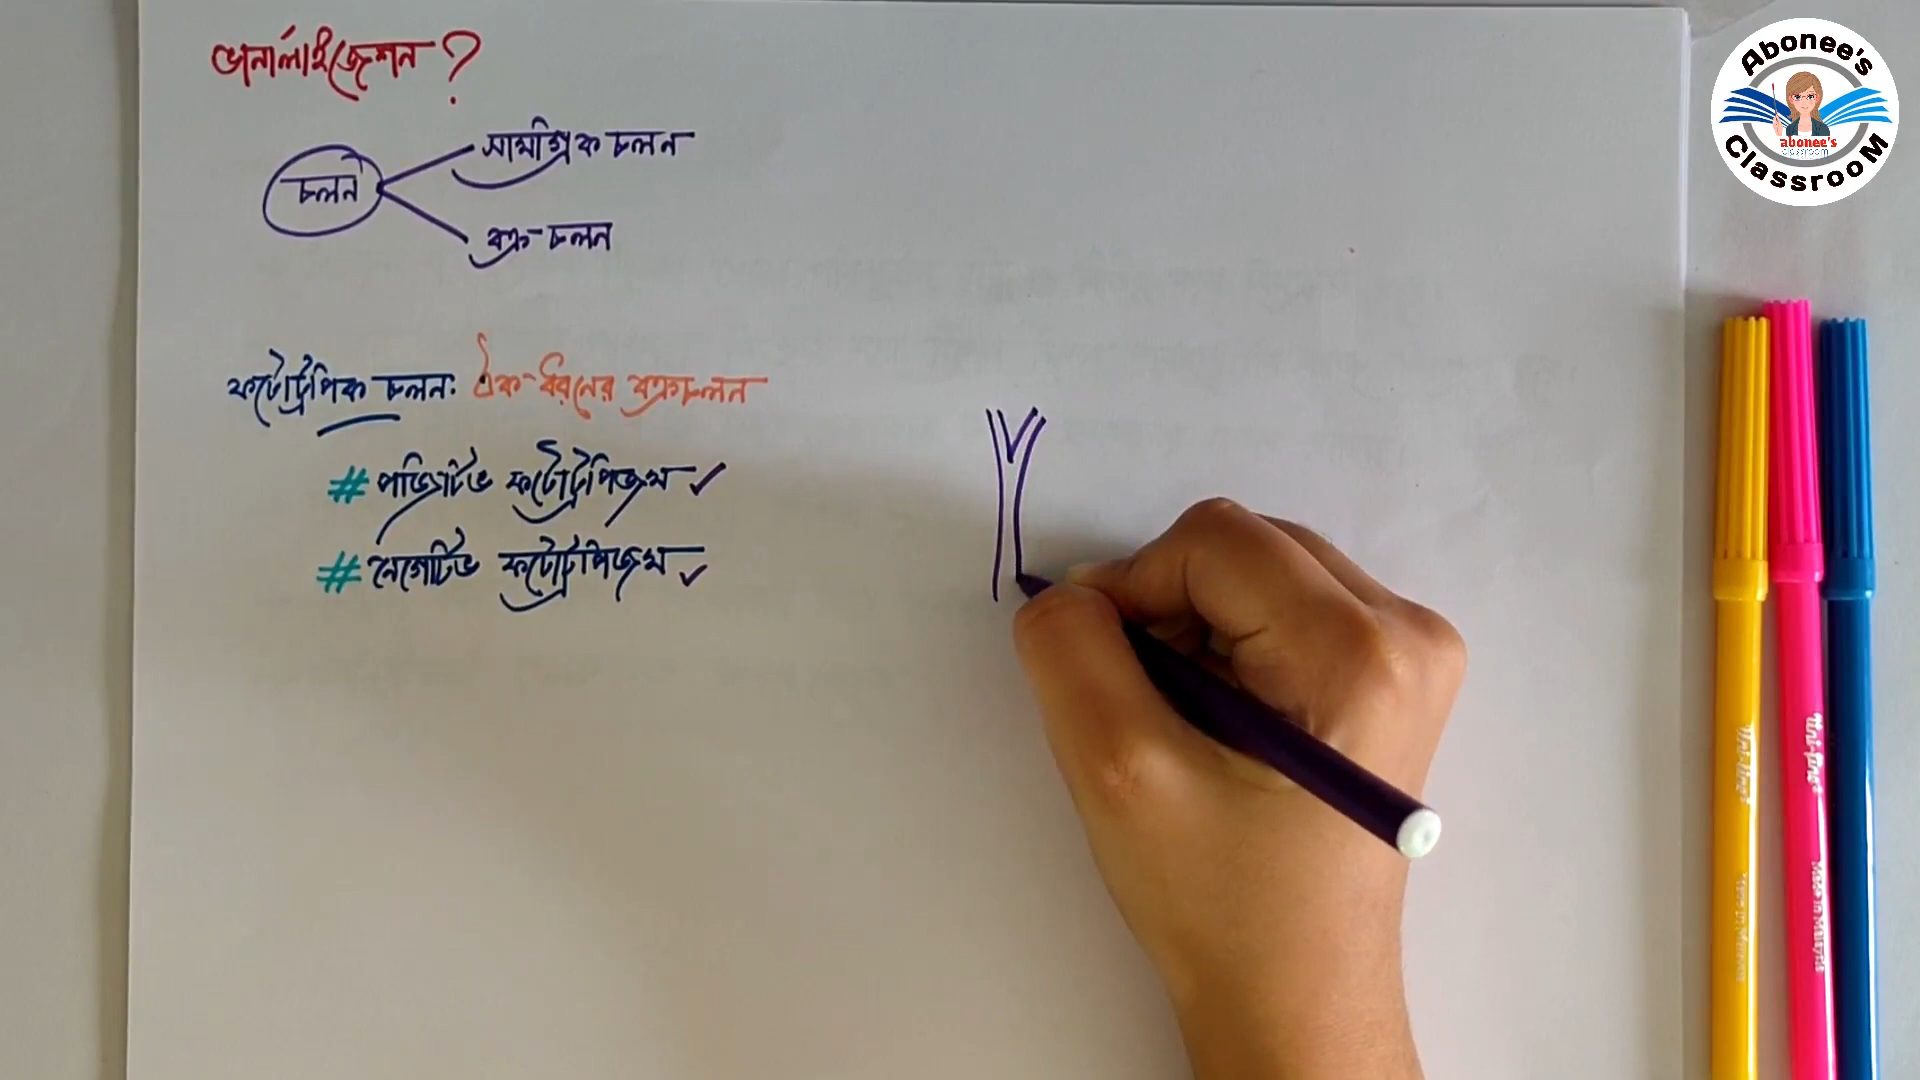 ভার্নালাইজেশন ?
চলন
সামগ্রিক চলন
বক্র চলন
ফটোট্রপিক চলন: এক ধরনের বক্রচলন
# পজিটিভ ফটোট্রপিজম ✓
# নেগেটিভ ফটোট্রপিজম ✓
Abonee's
abonee's
classroom
ClassrooM